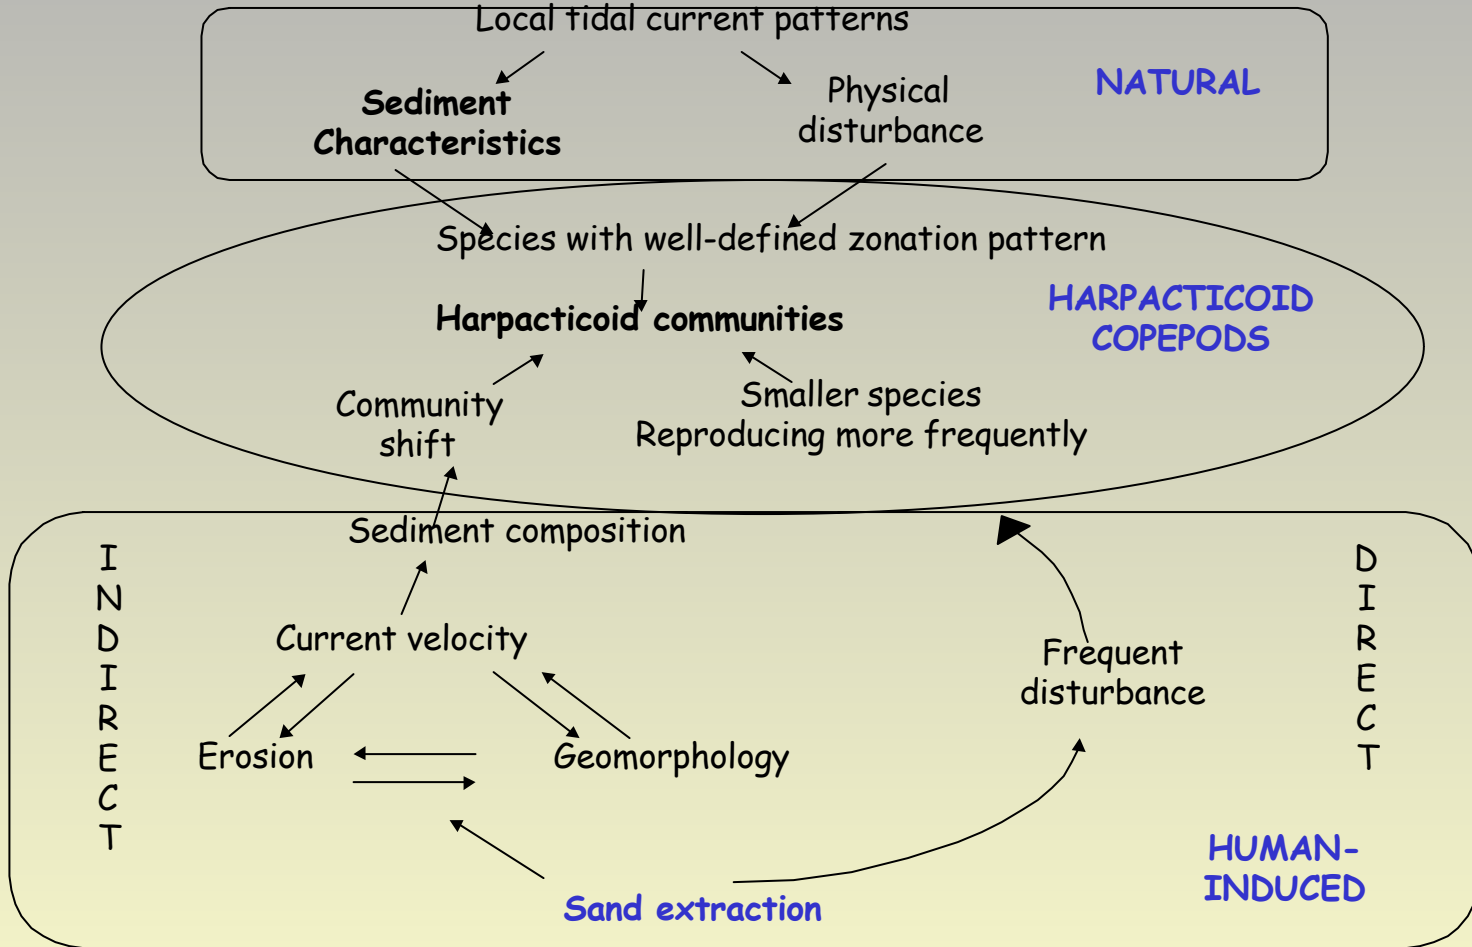 Local tidal current patterns
NATURAL
Sediment
Characteristics
Physical
disturbance
Species with well-defined zonation pattern
Harpacticoid communities
HARPACTICOID
COPEPODS
Community
shift
Smaller species
Reproducing more frequently
Sediment composition
INDIRECT
DIRECT
Current velocity
Frequent
disturbance
Erosion
Geomorphology
HUMAN-
INDUCED
Sand extraction